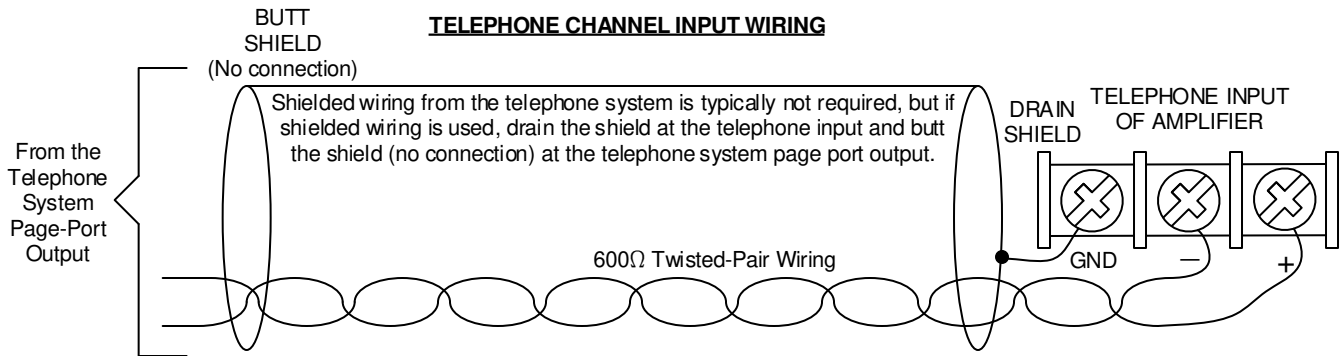 TELEPHONE CHANNEL INPUT WIRING
BUTT
SHIELD
(No connection)
Shielded wiring from the telephone system is typically not required, but if
shielded wiring is used, drain the shield at the telephone input and butt
the shield (no connection) at the telephone system page port output.
From the
Telephone
System
Page-Port
Output
600Ω Twisted-Pair Wiring
DRAIN
SHIELD
TELEPHONE INPUT
OF AMPLIFIER
GND
—
+